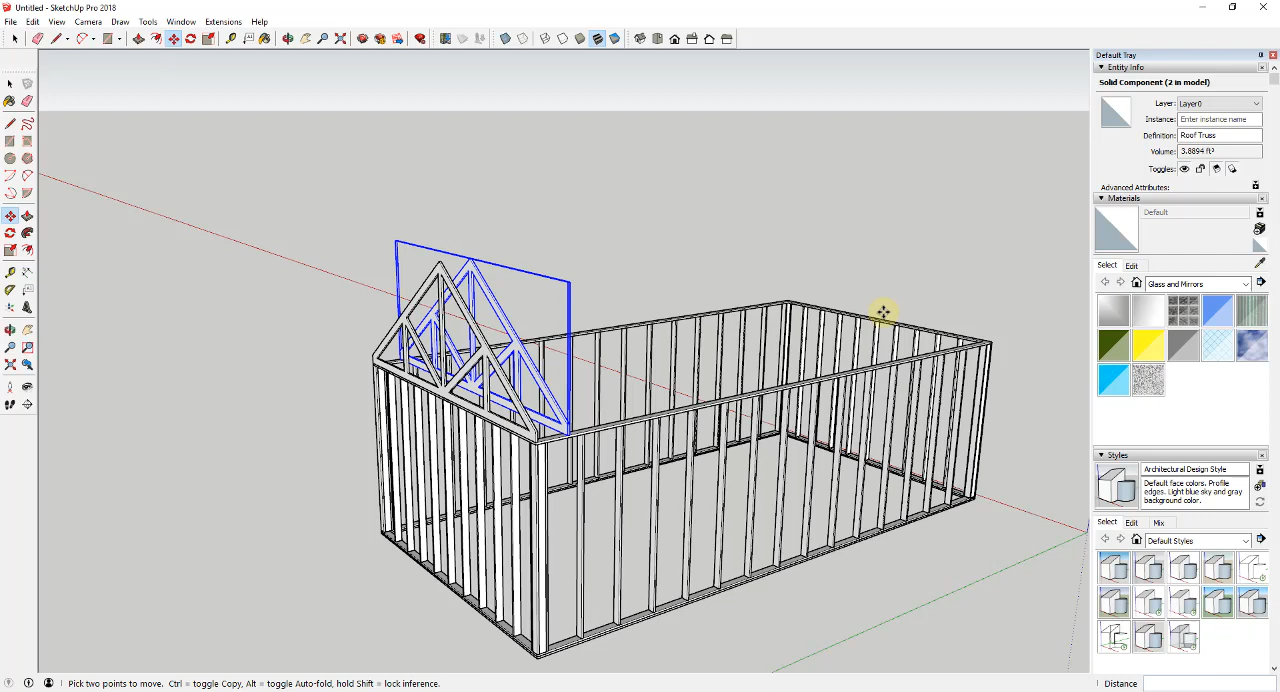 Untitled - SketchUp Pro 2018
File Edit View Camera Draw Tools Window Extensions Help
Default Tray
Entity Info
Solid Component (2 in model)
Layer: Layer0
Instance: Enter instance name
Definition: Roof Truss
Volume: 3.8894 ft³
Toggles:
Advanced Attributes:
Materials
Default
Select Edit
Glass and Mirrors
Styles
Architectural Design Style
Default face colors. Profile
edges. Light blue sky and gray
background color.
Select Edit Mix
Default Styles
Pick two points to move. Ctrl = toggle Copy, Alt = toggle Auto-fold, hold Shift = lock inference.
Distance